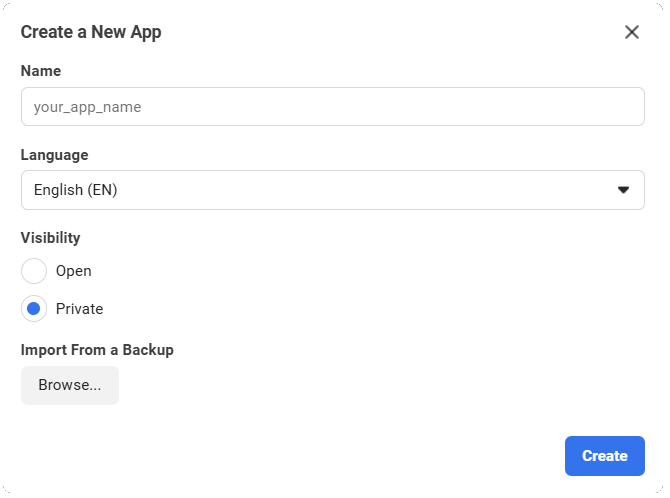 Create a New App
Name
your_app_name
Language
English (EN)
Visibility
Open
Private
Import From a Backup
Browse...
Create